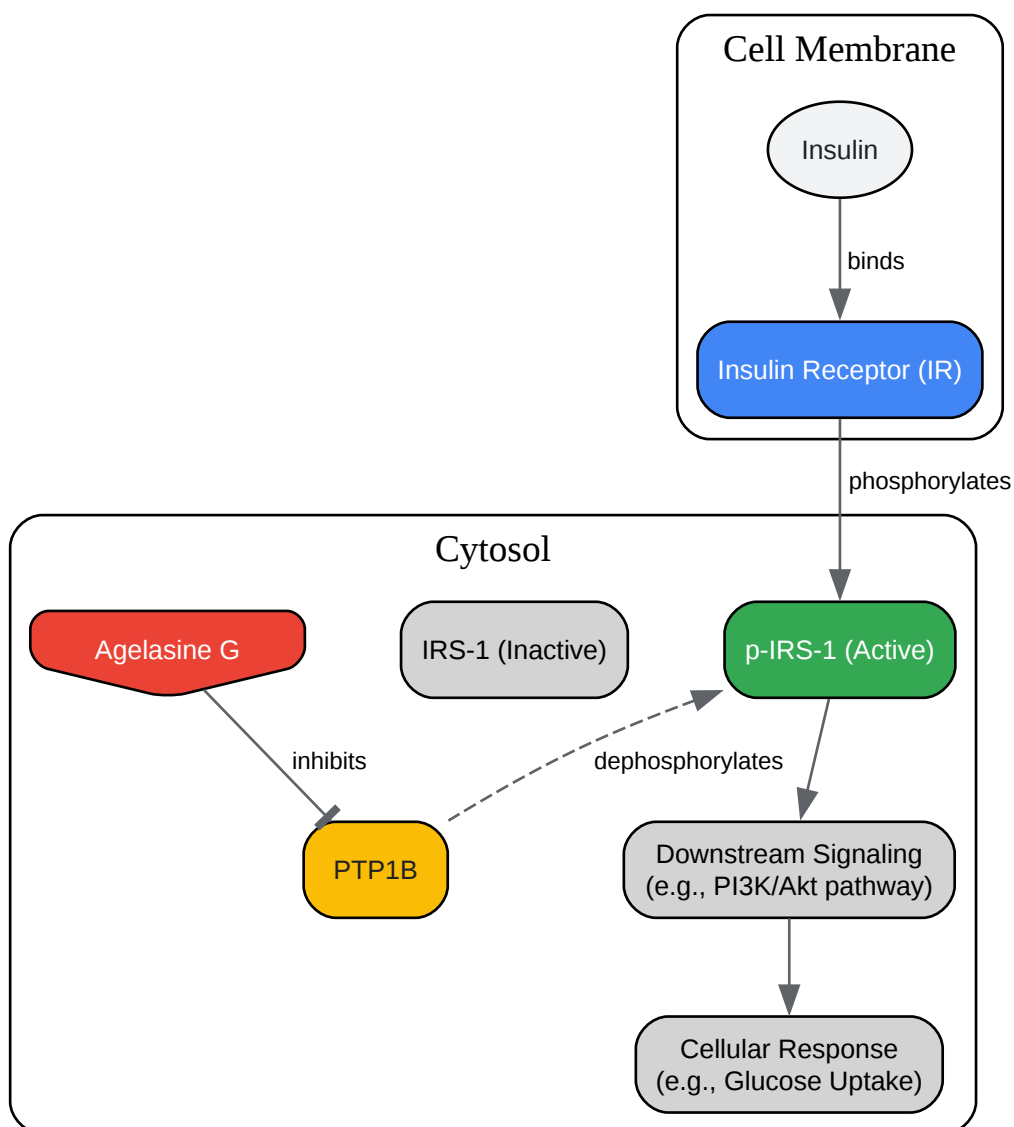 Cell Membrane
Insulin
binds
Insulin Receptor (IR)
phosphorylates
Cytosol
Agelasine G
IRS-1 (Inactive)
p-IRS-1 (Active)
inhibits
dephosphorylates
PTP1B
Downstream Signaling
(e.g., PI3K/Akt pathway)
Cellular Response
(e.g., Glucose Uptake)